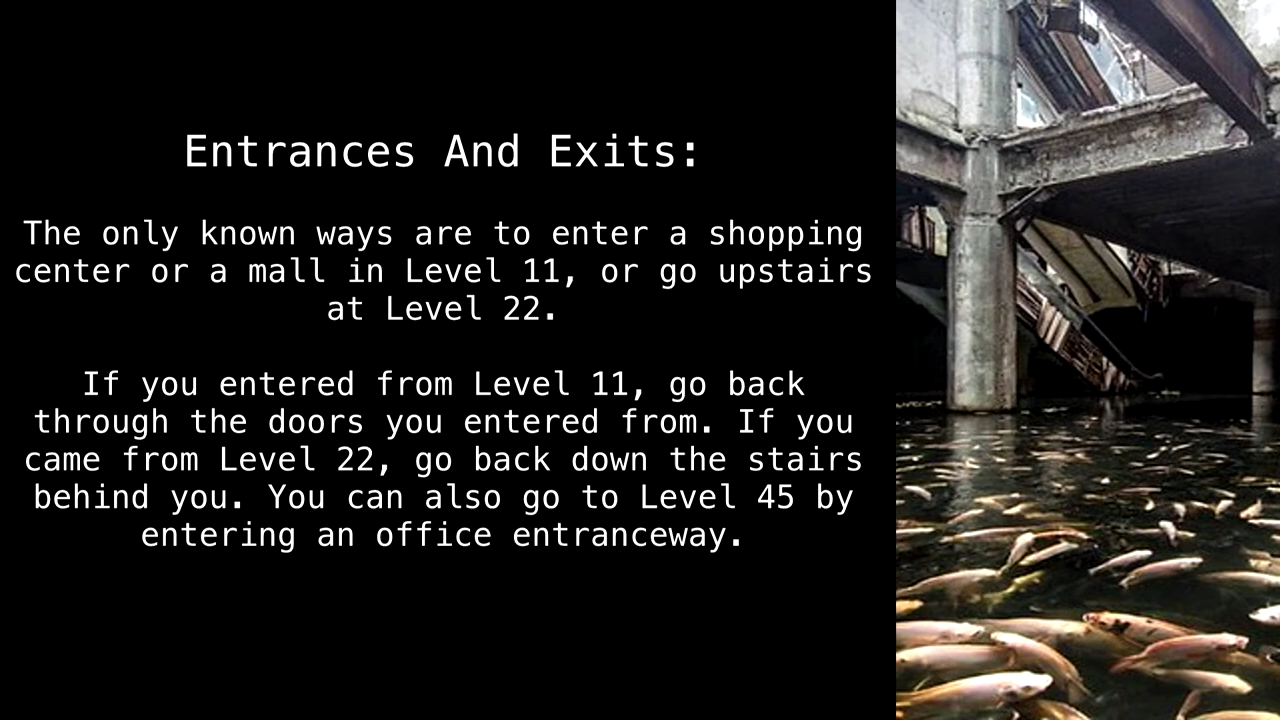 Entrances And Exits:
The only known ways are to enter a shopping
center or a mall in Level 11, or go upstairs
at Level 22.
If you entered from Level 11, go back
through the doors you entered from. If you
came from Level 22, go back down the stairs
behind you. You can also go to Level 45 by
entering an office entranceway.